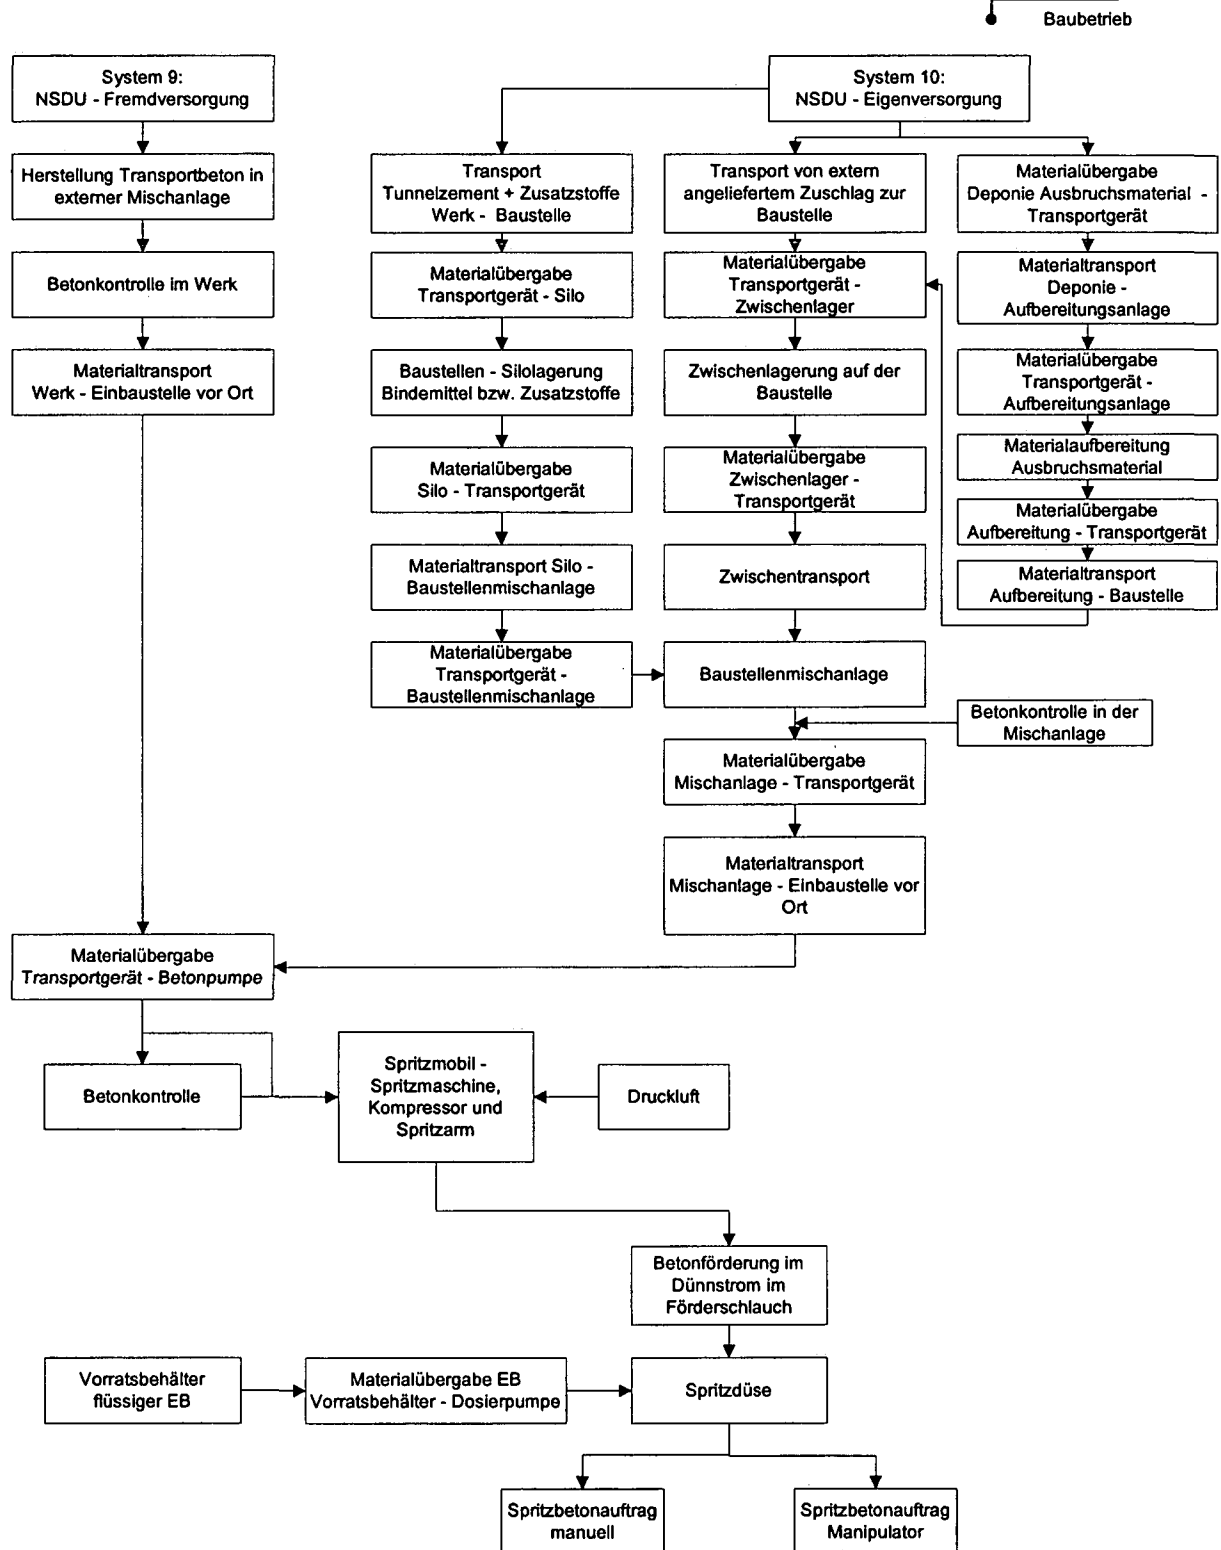 Baubetrieb
System 9:
NSDU - Fremdversorgung
System 10:
NSDU - Eigenversorgung
Herstellung Transportbeton in
externer Mischanlage
Betonkontrolle im Werk
Materialtransport
Werk - Einbaustelle vor Ort
Transport
Tunnelzement + Zusatzstoffe
Werk - Baustelle
Materialübergabe
Transportgerät - Silo
Baustellen - Silolagerung
Bindemittel bzw. Zusatzstoffe
Materialübergabe
Silo - Transportgerät
Materialtransport Silo -
Baustellenmischanlage
Materialübergabe
Transportgerät -
Baustellenmischanlage
Transport von extern
angeliefertem Zuschlag zur
Baustelle
Materialübergabe
Transportgerät -
Zwischenlager
Zwischenlagerung auf der
Baustelle
Materialübergabe
Zwischenlager -
Transportgerät
Zwischentransport
Baustellenmischanlage
Materialübergabe
Deponie Ausbruchsmaterial -
Transportgerät
Materialtransport
Deponie -
Aufbereitungsanlage
Materialübergabe
Transportgerät -
Aufbereitungsanlage
Materialaufbereitung
Ausbruchsmaterial
Materialübergabe
Aufbereitung - Transportgerät
Materialtransport
Aufbereitung - Baustelle
Betonkontrolle in der
Mischanlage
Materialübergabe
Mischanlage - Transportgerät
Materialtransport
Mischanlage - Einbaustelle vor
Ort
Materialübergabe
Transportgerät - Betonpumpe
Betonkontrolle
Spritzmobil -
Spritzmaschine,
Kompressor und
Spritzarm
Druckluft
Betonförderung im
Dünnstrom im
Förderschlauch
Vorratsbehälter
flüssiger EB
Materialübergabe EB
Vorratsbehälter - Dosierpumpe
Spritzdüse
Spritzbetonauftrag
manuell
Spritzbetonauftrag
Manipulator